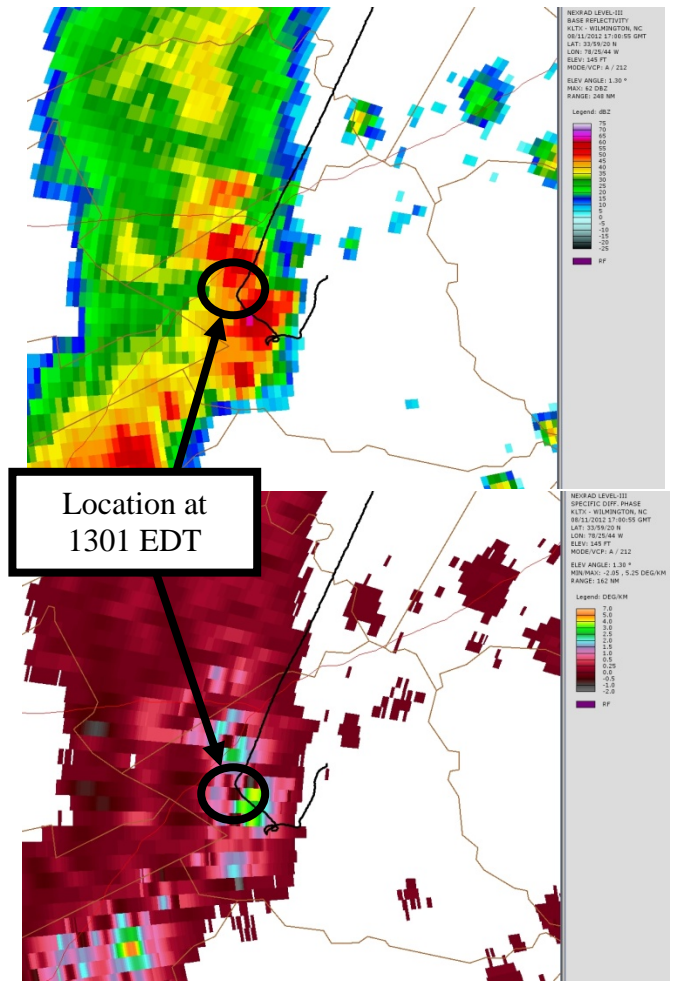 NEXRAD LEVEL-III
BASE REFLECTIVITY
KLTX - WILMINGTON, NC
08/11/2012 17:00:55 GMT
LAT: 33/59/20 N
LON: 78/25/44 W
ELEV: 145 FT
MODE/VCP: A / 212
ELEV ANGLE: 1.30 °
MAX: 62 DBZ
RANGE: 248 NM
Legend: dBZ
75
70
65
60
55
50
45
40
35
30
25
20
15
10
5
0
-5
-10
-15
-20
-25
RF
Location at
1301 EDT
NEXRAD LEVEL-III
SPECIFIC DIFF. PHASE
KLTX - WILMINGTON, NC
08/11/2012 17:00:55 GMT
LAT: 33/59/20 N
LON: 78/25/44 W
ELEV: 145 FT
MODE/VCP: A / 212
ELEV ANGLE: 1.30 °
MIN/MAX: -2.05 , 5.25 DEG/KM
RANGE: 162 NM
Legend: DEG/KM
7.0
5.0
4.0
3.0
2.5
2.0
1.5
1.0
0.5
0.25
0.0
-0.5
-1.0
-2.0
RF